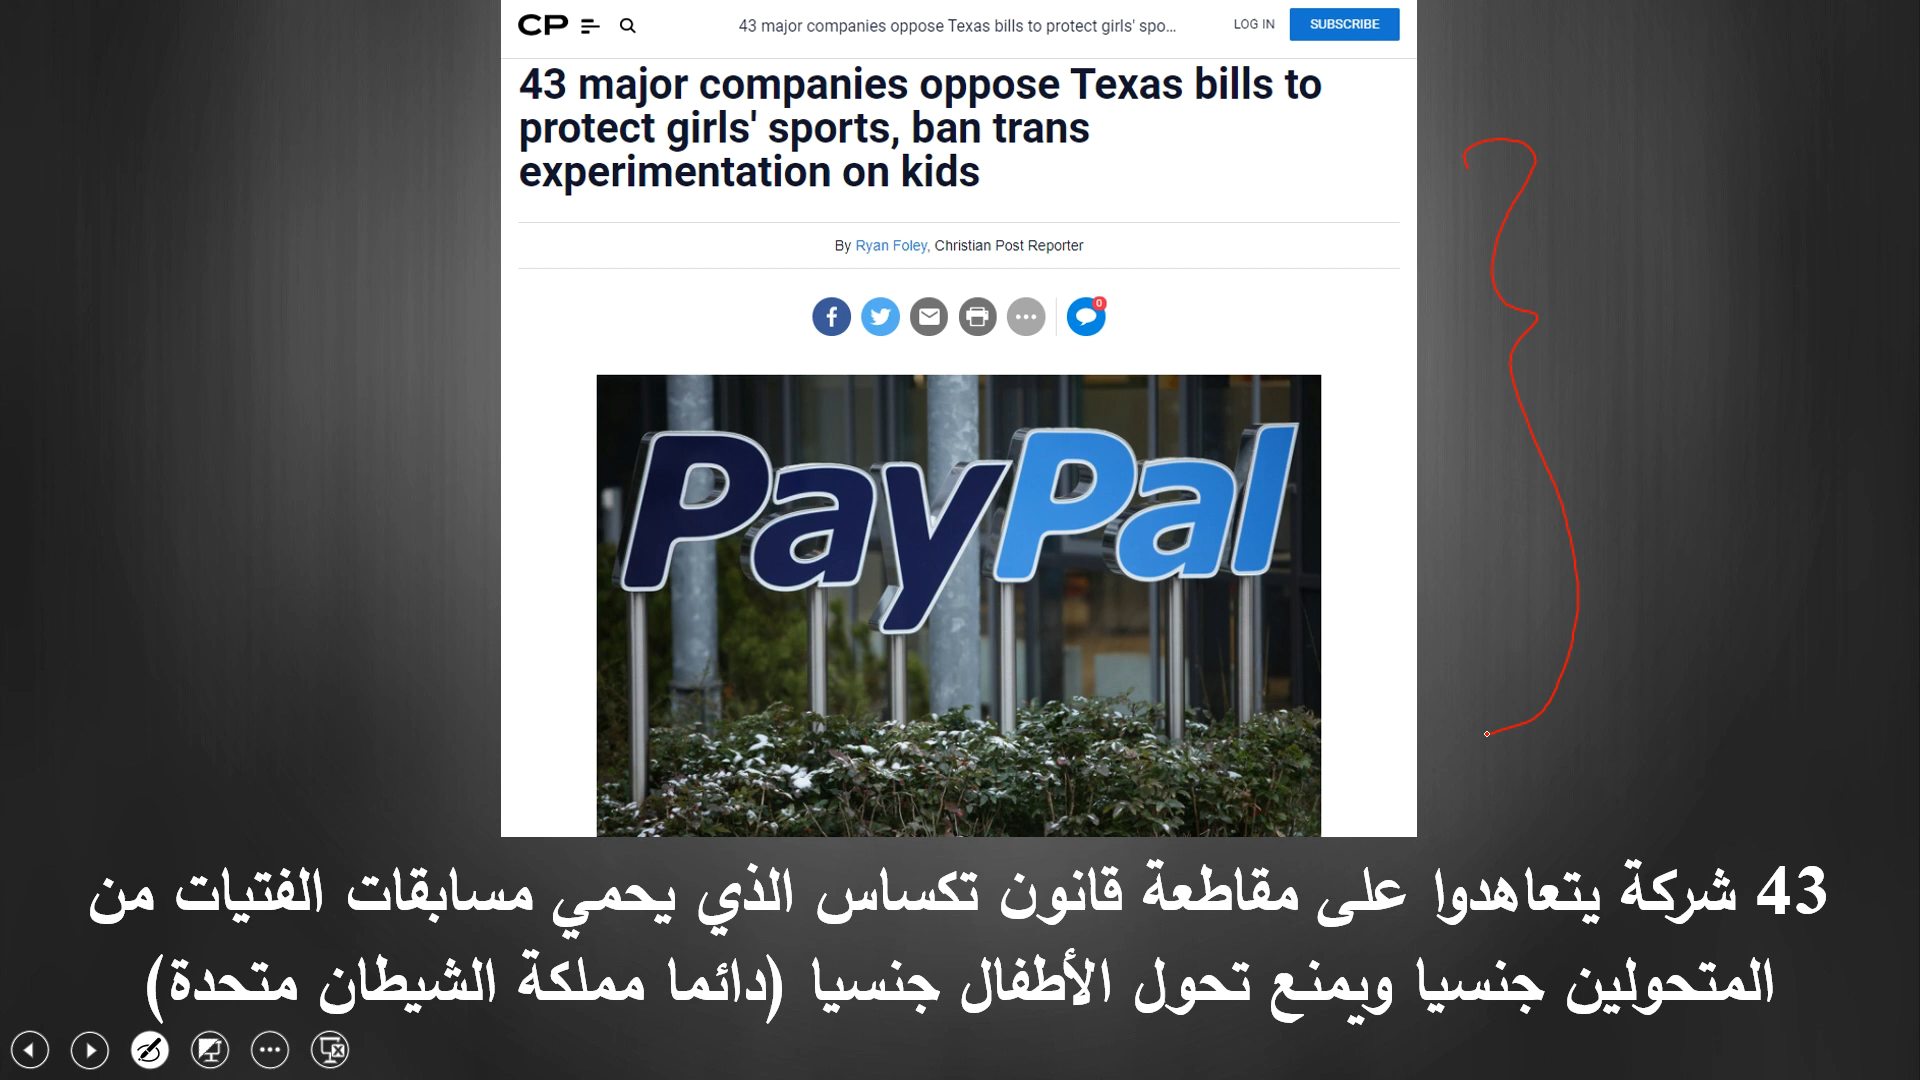 CP
43 major companies oppose Texas bills to protect girls' spo...
LOG IN
SUBSCRIBE
43 major companies oppose Texas bills to
protect girls' sports, ban trans
experimentation on kids
By Ryan Foley, Christian Post Reporter
0
PayPal
43 شركة يتعاهدوا على مقاطعة قانون تكساس الذي يحمي مسابقات الفتيات من
المتحولين جنسيا ويمنع تحول الأطفال جنسيا (دائما مملكة الشيطان متحدة)